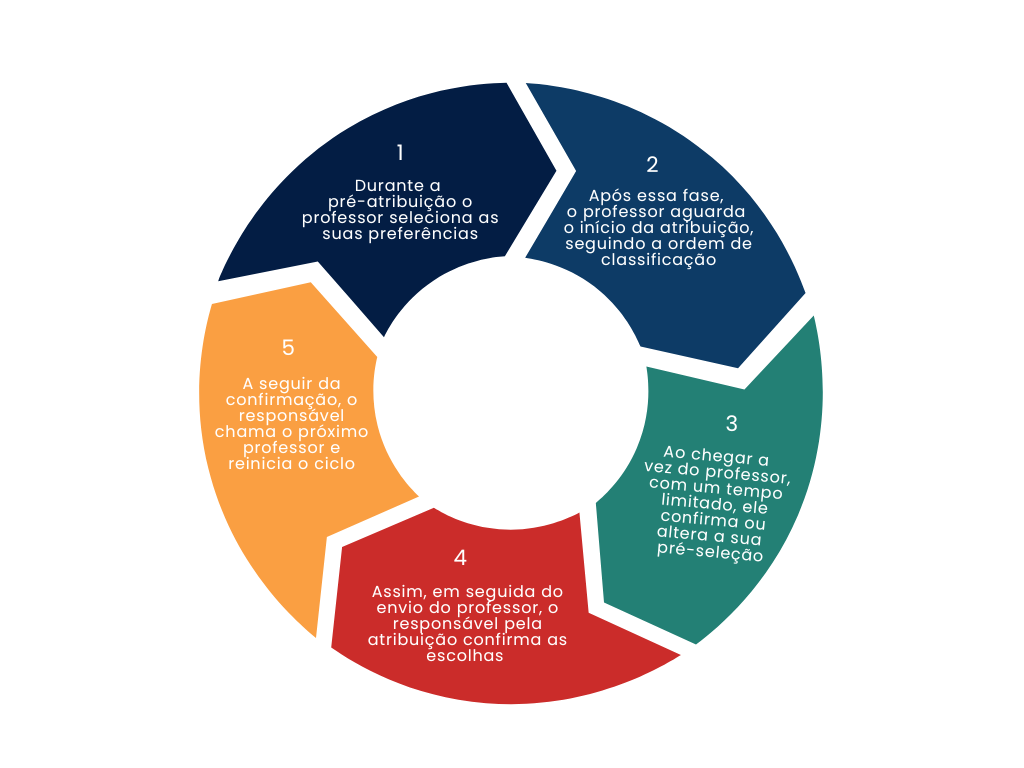 1
Durante a
pré-atribuição o
professor seleciona as
suas preferências
2
Após essa fase,
o professor aguarda
o início da atribuição,
seguindo a ordem de
classificação
3
Ao chegar a
vez do professor,
com um tempo
limitado, ele
confirma ou
altera a sua
pré-seleção
4
Assim, em seguida do
envio do professor, o
responsável pela
atribuição confirma as
escolhas
5
A seguir da
confirmação, o
responsável
chama o próximo
professor e
reinicia o ciclo